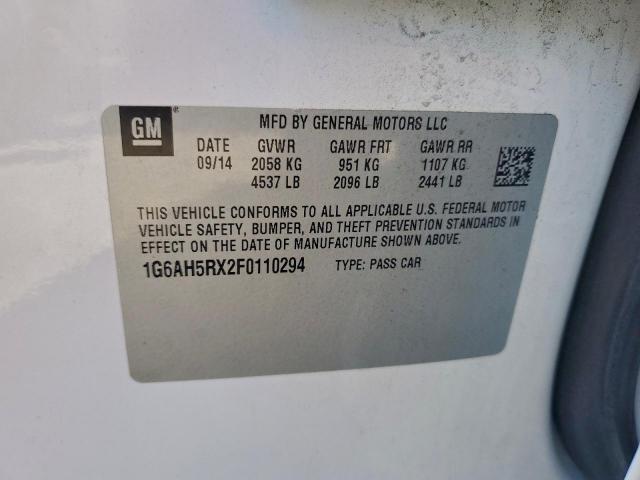 GM
MFD BY GENERAL MOTORS LLC
DATE GVWR GAWR FRT GAWR RR
09/14 2058 KG 951 KG 1107 KG
4537 LB 2096 LB 2441 LB
THIS VEHICLE CONFORMS TO ALL APPLICABLE U.S. FEDERAL MOTOR
VEHICLE SAFETY, BUMPER, AND THEFT PREVENTION STANDARDS IN
EFFECT ON THE DATE OF MANUFACTURE SHOWN ABOVE.
1G6AH5RX2F0110294 TYPE: PASS CAR